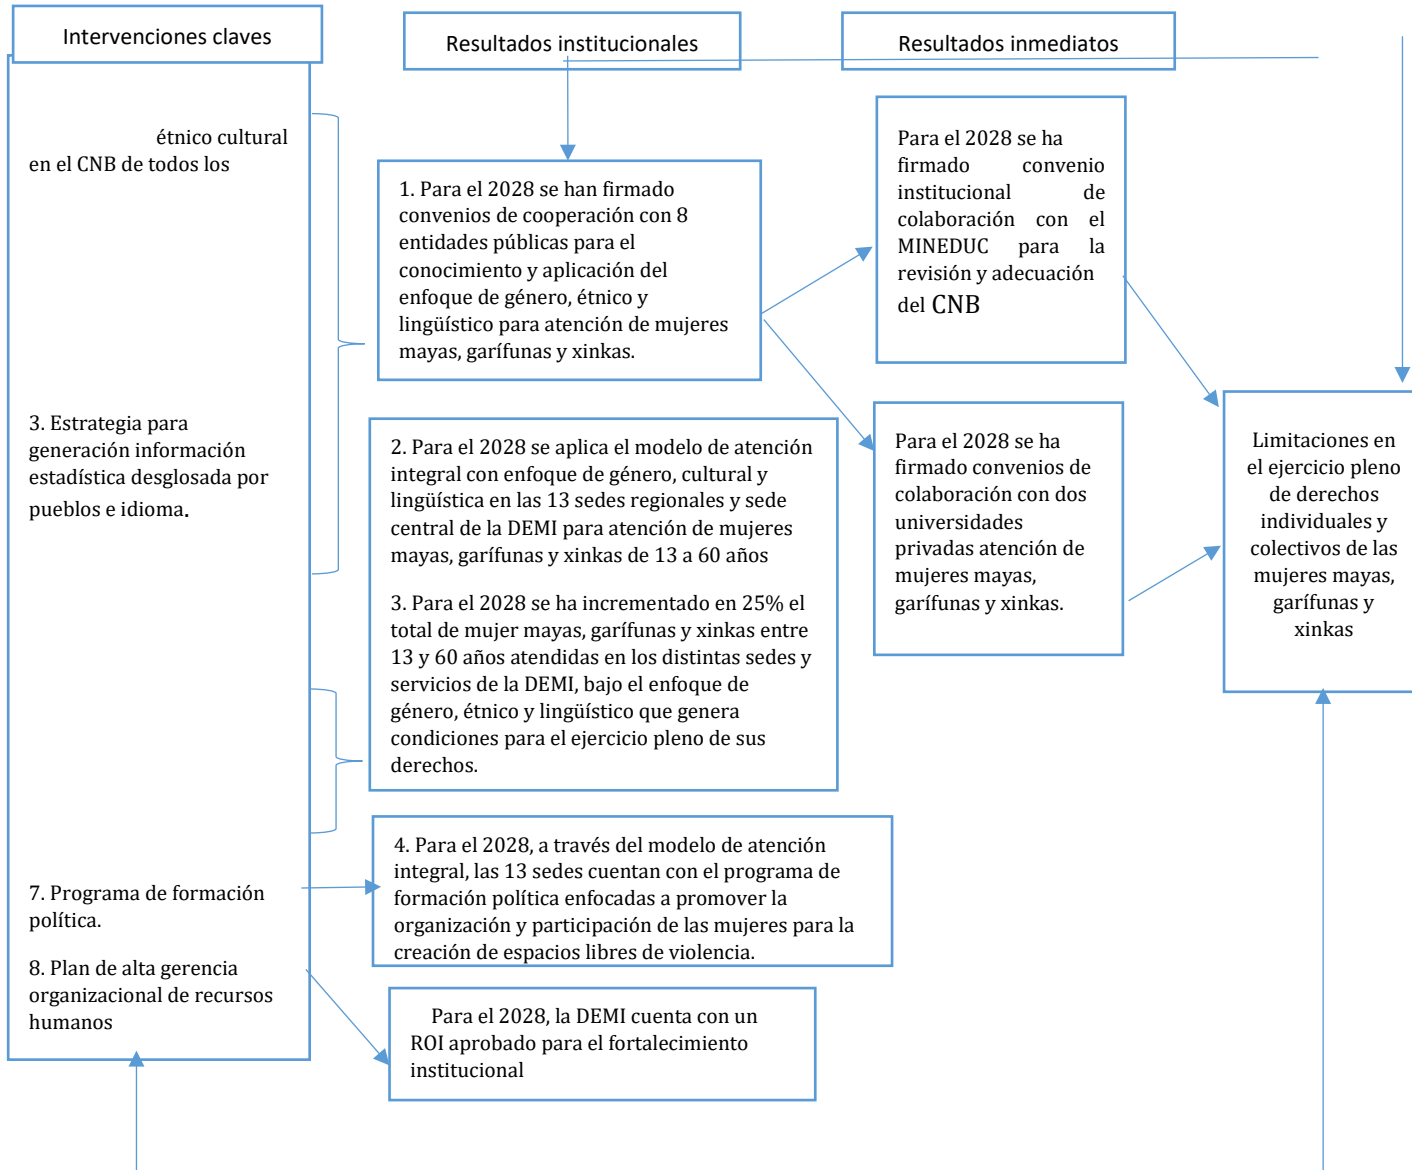 Intervenciones claves
Resultados institucionales
Resultados inmediatos
étnico cultural
en el CNB de todos los
3. Estrategia para
generación información
estadística desglosada por
pueblos e idioma.
7. Programa de formación
política.
8. Plan de alta gerencia
organizacional de recursos
humanos
1. Para el 2028 se han firmado
convenios de cooperación con 8
entidades públicas para el
conocimiento y aplicación del
enfoque de género, étnico y
lingüístico para atención de mujeres
mayas, garífunas y xinkas.
2. Para el 2028 se aplica el modelo de atención
integral con enfoque de género, cultural y
lingüística en las 13 sedes regionales y sede
central de la DEMI para atención de mujeres
mayas, garífunas y xinkas de 13 a 60 años
3. Para el 2028 se ha incrementado en 25% el
total de mujer mayas, garífunas y xinkas entre
13 y 60 años atendidas en los distintas sedes y
servicios de la DEMI, bajo el enfoque de
género, étnico y lingüístico que genera
condiciones para el ejercicio pleno de sus
derechos.
4. Para el 2028, a través del modelo de atención
integral, las 13 sedes cuentan con el programa de
formación política enfocadas a promover la
organización y participación de las mujeres para la
creación de espacios libres de violencia.
Para el 2028, la DEMI cuenta con un
ROI aprobado para el fortalecimiento
institucional
Para el 2028 se ha
firmado convenio
institucional de
colaboración con el
MINEDUC para la
revisión y adecuación
del CNB
Para el 2028 se ha
firmado convenios de
colaboración con dos
universidades
privadas atención de
mujeres mayas,
garífunas y xinkas.
Limitaciones en
el ejercicio pleno
de derechos
individuales y
colectivos de las
mujeres mayas,
garífunas y
xinkas